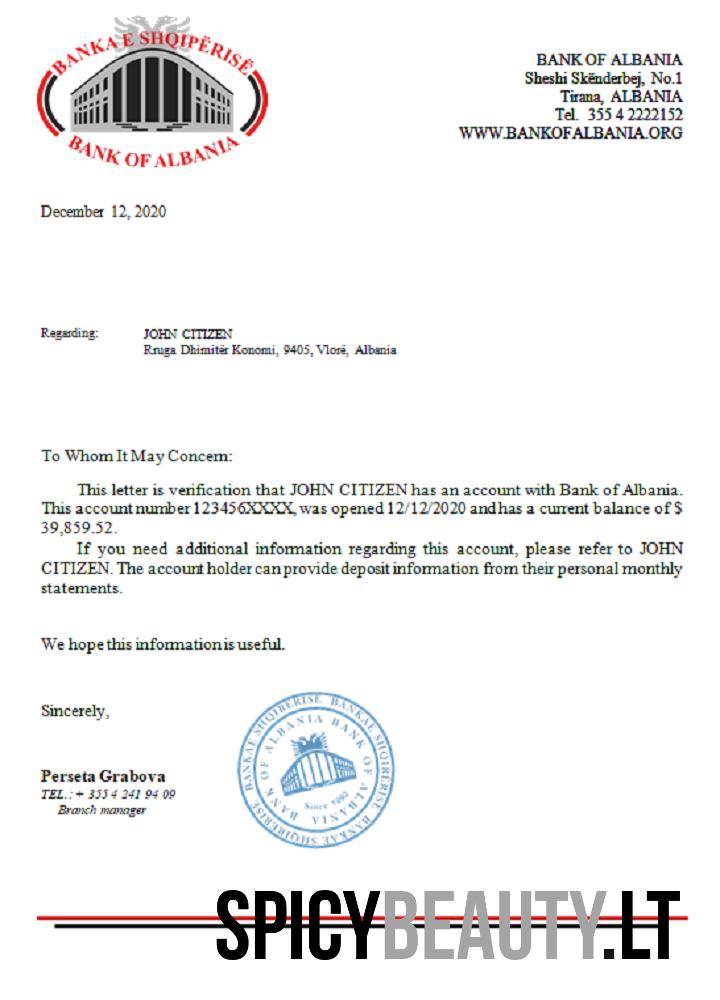 BANKA E SHQIPËRISË
BANK OF ALBANIA
BANK OF ALBANIA
Sheshi Skënderbej, No.1
Tirana, ALBANIA
Tel. 355 4 2222152
WWW.BANKOFALBANIA.ORG
December 12, 2020
Regarding: JOHN CITIZEN
Rruga Dhimitër Konomi, 9405, Vlorë, Albania
To Whom It May Concern:
This letter is verification that JOHN CITIZEN has an account with Bank of Albania.
This account number 123456XXXX, was opened 12/12/2020 and has a current balance of $
39,859.52.
If you need additional information regarding this account, please refer to JOHN
CITIZEN. The account holder can provide deposit information from their personal monthly
statements.
We hope this information is useful.
Sincerely,
Perseta Grabova
TEL.: + 355 4 241 94 09
Branch manager
BANKAE SHQIBERISE BANKAE SHQIBERISE BANKAE SHQIBERISE
BANK OF ALBANIA BANK OF ALBANIA
Since 1992
SPICYBEAUTY.LT